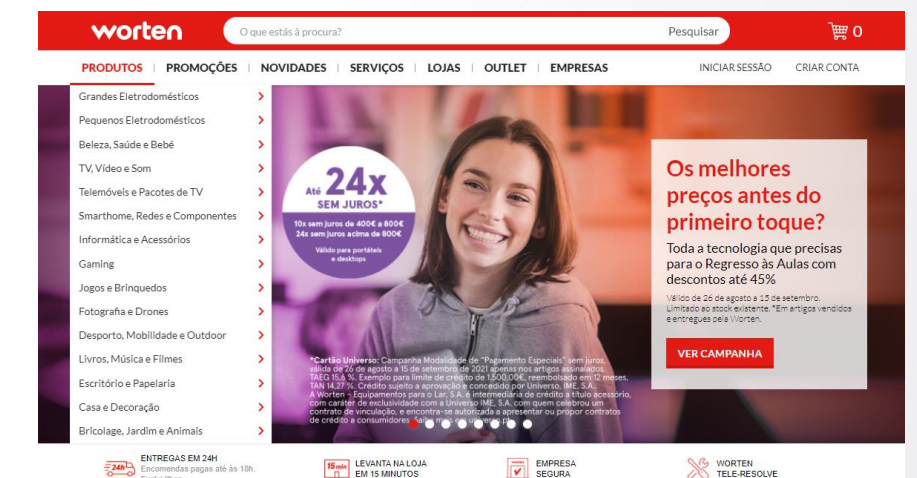 worten
O que estás à procura?
Pesquisar
0
PRODUTOS
PROMOÇÕES
NOVIDADES
SERVIÇOS
LOJAS
OUTLET
EMPRESAS
INICIAR SESSÃO
CRIAR CONTA
Grandes Eletrodomésticos
Pequenos Eletrodomésticos
Beleza, Saúde e Bebé
TV, Vídeo e Som
Telemóveis e Pacotes de TV
Smarthome, Redes e Componentes
Informática e Acessórios
Gaming
Jogos e Brinquedos
Fotografia e Drones
Desporto, Mobilidade e Outdoor
Livros, Música e Filmes
Escritório e Papelaria
Casa e Decoração
Bricolage, Jardim e Animais
Até 24x
SEM JUROS*
10x sem juros de 400€ a 800€
24x sem juros acima de 800€
Válido para portáteis
e desktops
*Cartão Universo: Campanha Modalidade de "Pagamento Especiais" sem juros,
válida de 26 de agosto a 15 de setembro de 2021 apenas nos artigos assinalados.
TAEG 15,6 %. Exemplo para limite de crédito de 1.500,00€, reembolsado em 12 meses,
TAN 14,27 %. Crédito sujeito a aprovação e concedido por Universo, IME, S.A..
A Worten – Equipamentos para o Lar, S.A. é intermediária de crédito a título acessório,
com caráter de exclusividade com a Universo IME, S.A. com quem celebrou um
contrato de vinculação, e encontra-se autorizada a apresentar ou propor contratos
de crédito a consumidores.
Os melhores
preços antes do
primeiro toque?
Toda a tecnologia que precisas
para o Regresso às Aulas com
descontos até 45%
Válido de 26 de agosto a 15 de setembro.
Limitado ao stock existente. *Em artigos vendidos
e entregues pela Worten.
VER CAMPANHA
24h
ENTREGAS EM 24H
Encomendas pagas até às 18h.
15 min
LEVANTA NA LOJA
EM 15 MINUTOS
EMPRESA
SEGURA
WORTEN
TELE-RESOLVE